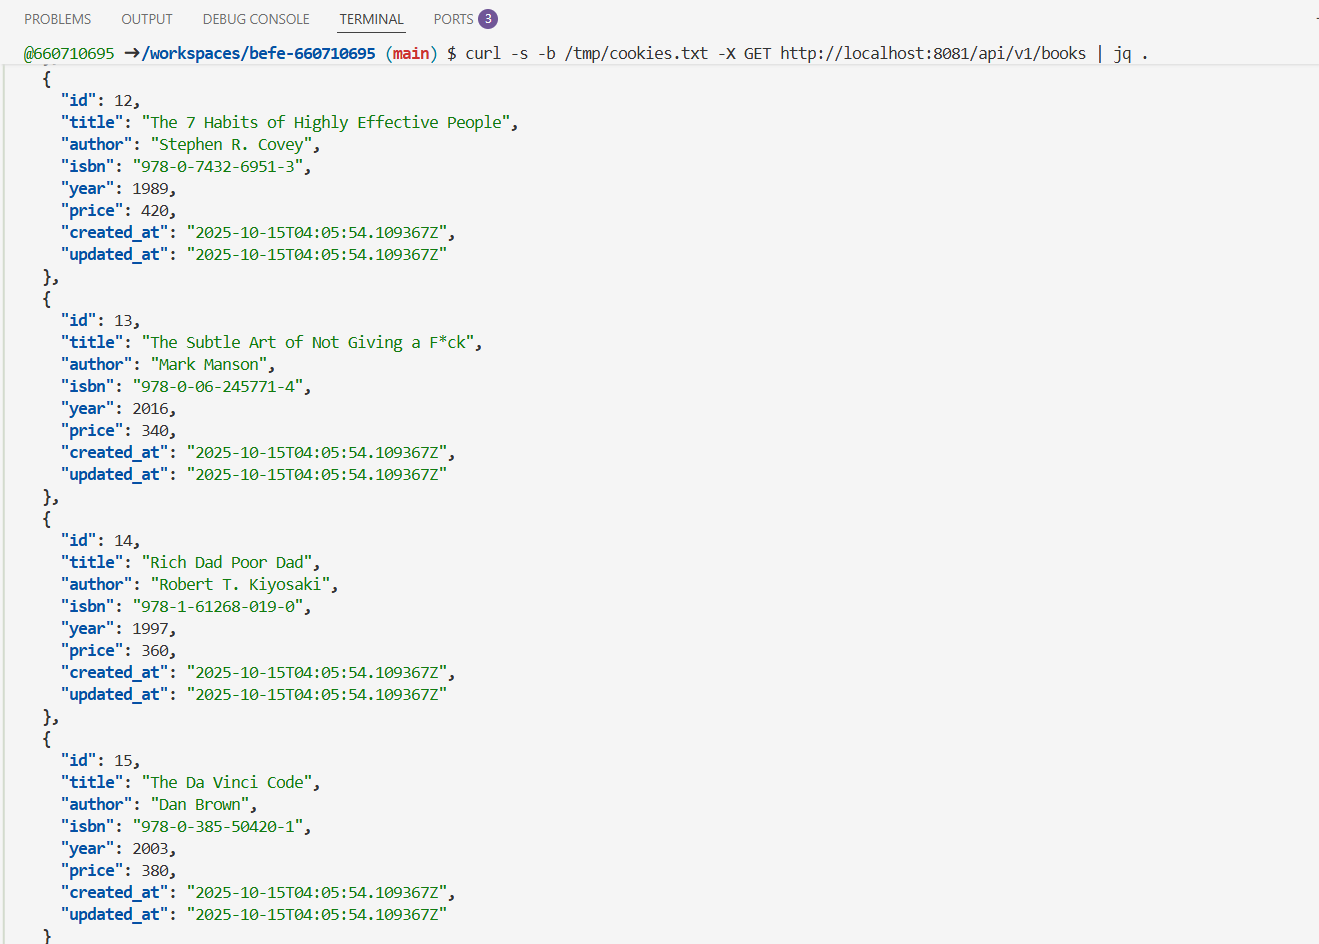 PROBLEMS OUTPUT DEBUG CONSOLE TERMINAL PORTS 3
@660710695 →/workspaces/befe-660710695 (main) $ curl -s -b /tmp/cookies.txt -X GET http://localhost:8081/api/v1/books | jq .
{
"id": 12,
"title": "The 7 Habits of Highly Effective People",
"author": "Stephen R. Covey",
"isbn": "978-0-7432-6951-3",
"year": 1989,
"price": 420,
"created_at": "2025-10-15T04:05:54.109367Z",
"updated_at": "2025-10-15T04:05:54.109367Z"
},
{
"id": 13,
"title": "The Subtle Art of Not Giving a F*ck",
"author": "Mark Manson",
"isbn": "978-0-06-245771-4",
"year": 2016,
"price": 340,
"created_at": "2025-10-15T04:05:54.109367Z",
"updated_at": "2025-10-15T04:05:54.109367Z"
},
{
"id": 14,
"title": "Rich Dad Poor Dad",
"author": "Robert T. Kiyosaki",
"isbn": "978-1-61268-019-0",
"year": 1997,
"price": 360,
"created_at": "2025-10-15T04:05:54.109367Z",
"updated_at": "2025-10-15T04:05:54.109367Z"
},
{
"id": 15,
"title": "The Da Vinci Code",
"author": "Dan Brown",
"isbn": "978-0-385-50420-1",
"year": 2003,
"price": 380,
"created_at": "2025-10-15T04:05:54.109367Z",
"updated_at": "2025-10-15T04:05:54.109367Z"
}